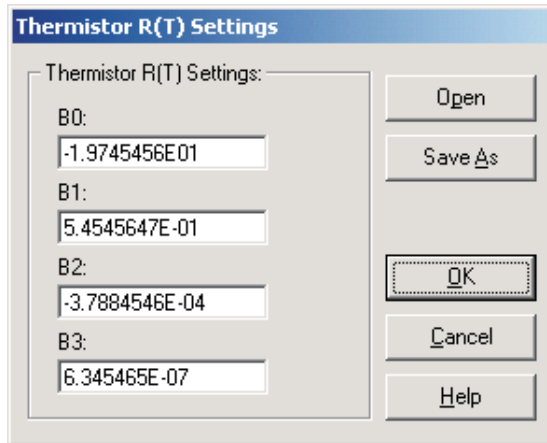 Thermistor R(T) Settings
Thermistor R(T) Settings:
B0:
-1.9745456E01
B1:
5.4545647E-01
B2:
-3.7884546E-04
B3:
6.345465E-07
Open
Save As
OK
Cancel
Help